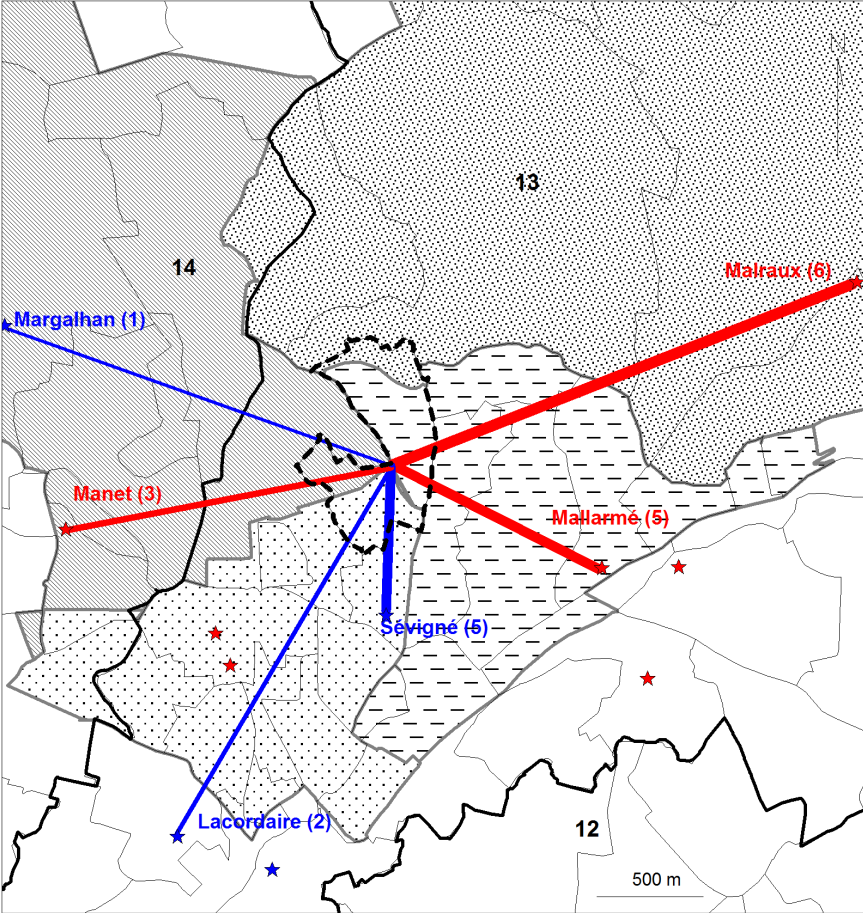 N
13
14
Malraux (6)
Margalhan (1)
Manet (3)
Mallarmé (5)
Sévigné (5)
Lacordaire (2)
12
500 m